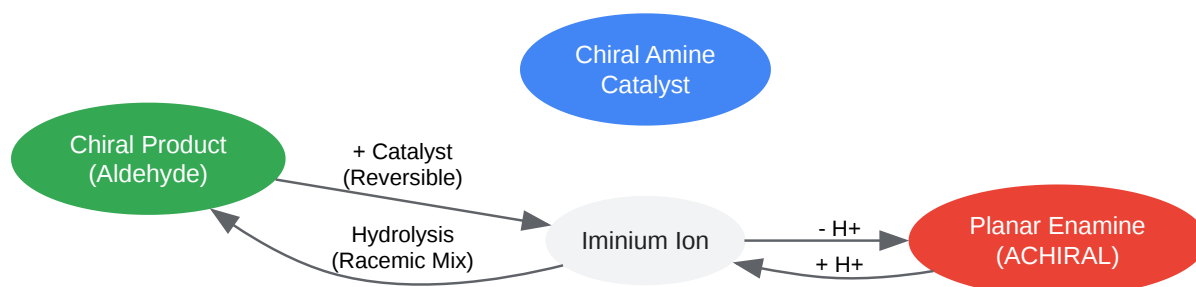 Chiral Amine
Catalyst
Chiral Product
(Aldehyde)
+ Catalyst
(Reversible)
Hydrolysis
(Racemic Mix)
Iminium Ion
- H+
+ H+
Planar Enamine
(ACHIRAL)